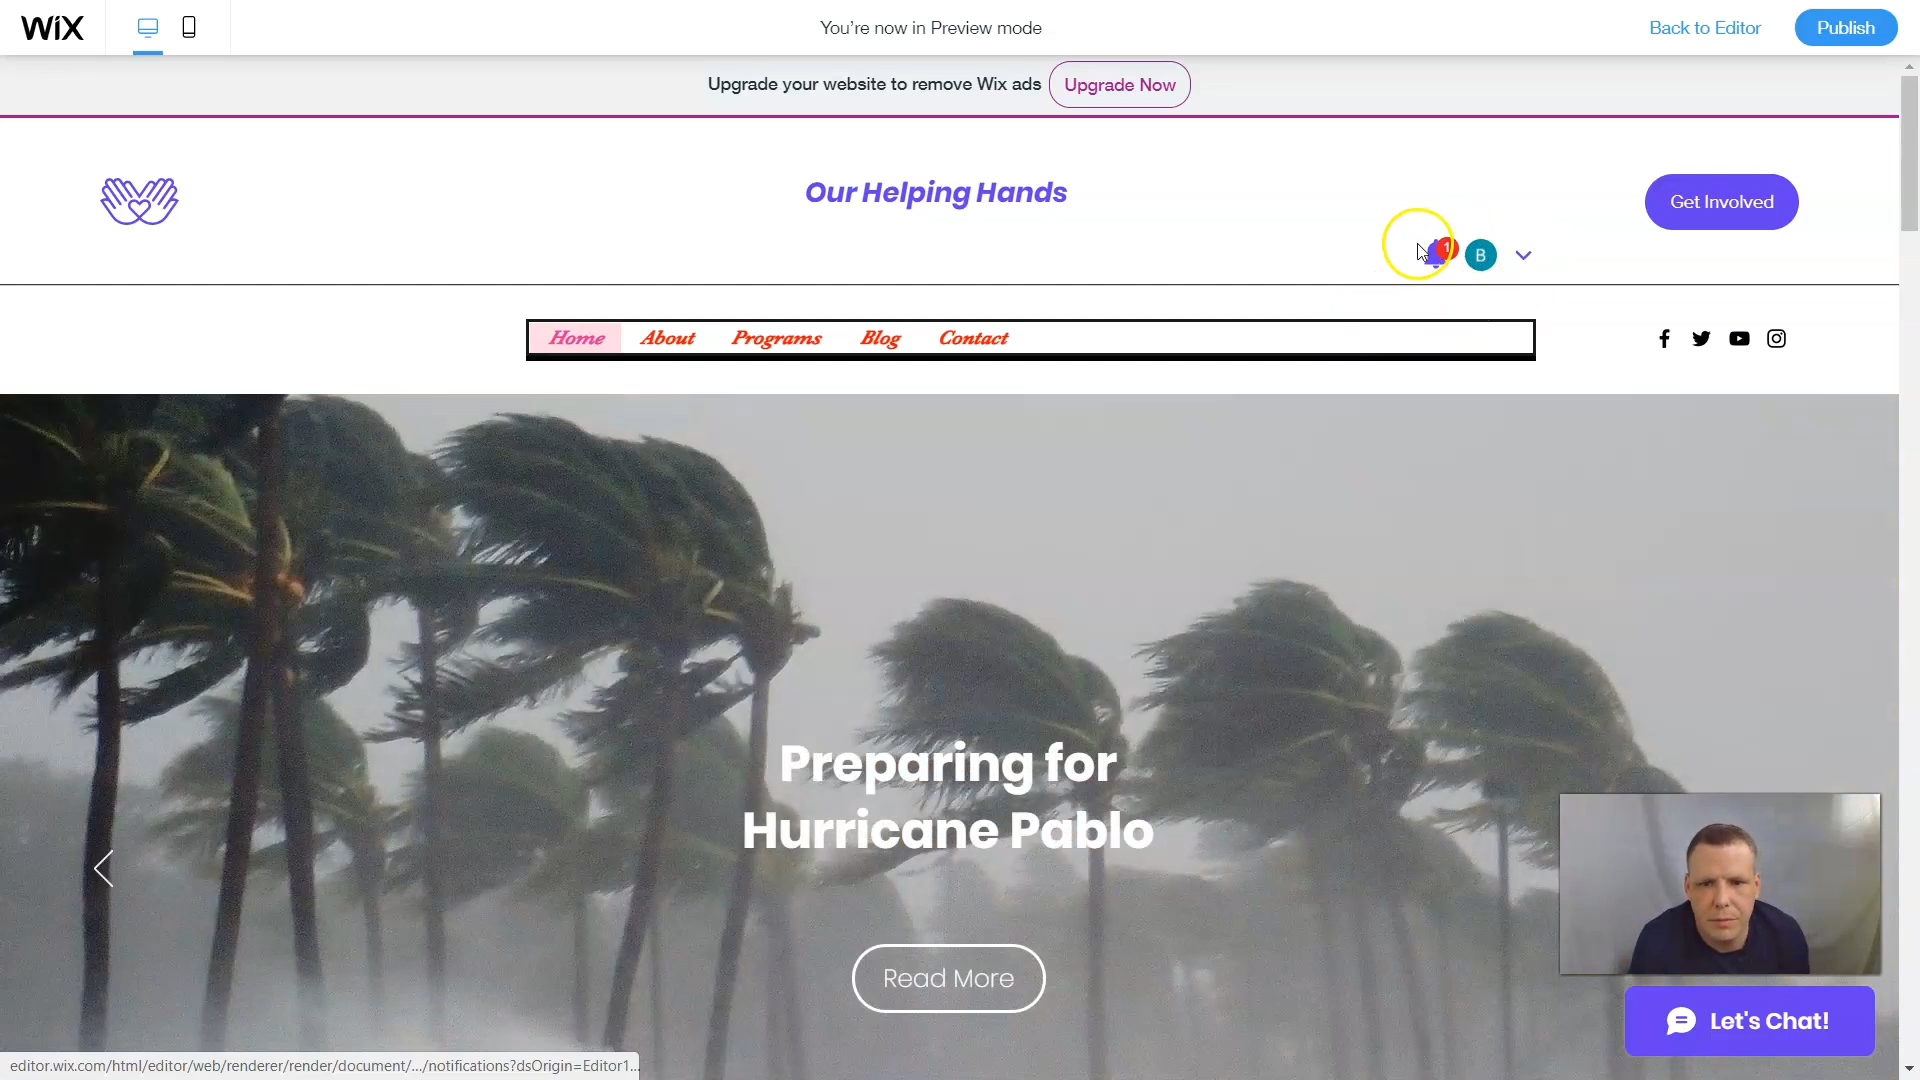 WiX
You're now in Preview mode
Back to Editor
Publish
Upgrade your website to remove Wix ads
Upgrade Now
Our Helping Hands
Get Involved
1
B
Home
About
Programs
Blog
Contact
Preparing for
Hurricane Pablo
Read More
Let's Chat!
editor.wix.com/html/editor/web/renderer/render/document/.../notifications?dsOrigin=Editor1...